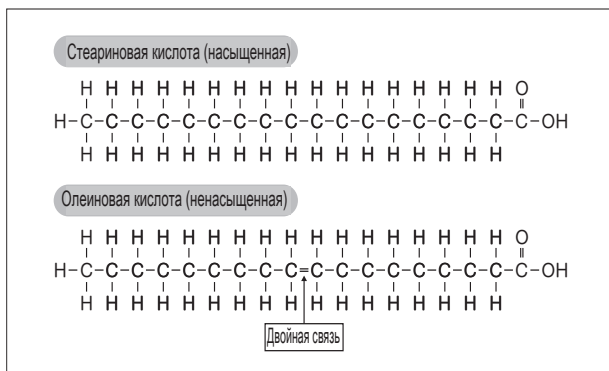 Стеариновая кислота (насыщенная)
H H H H H H H H H H H H H H H H H O
H–C–C–C–C–C–C–C–C–C–C–C–C–C–C–C–C–C–C–OH
H H H H H H H H H H H H H H H H H
Олеиновая кислота (ненасыщенная)
H H H H H H H H H H H H H H H H H O
H–C–C–C–C–C–C–C–C–C=C–C–C–C–C–C–C–C–C–OH
H H H H H H H H H H H H H H H H H
Двойная связь